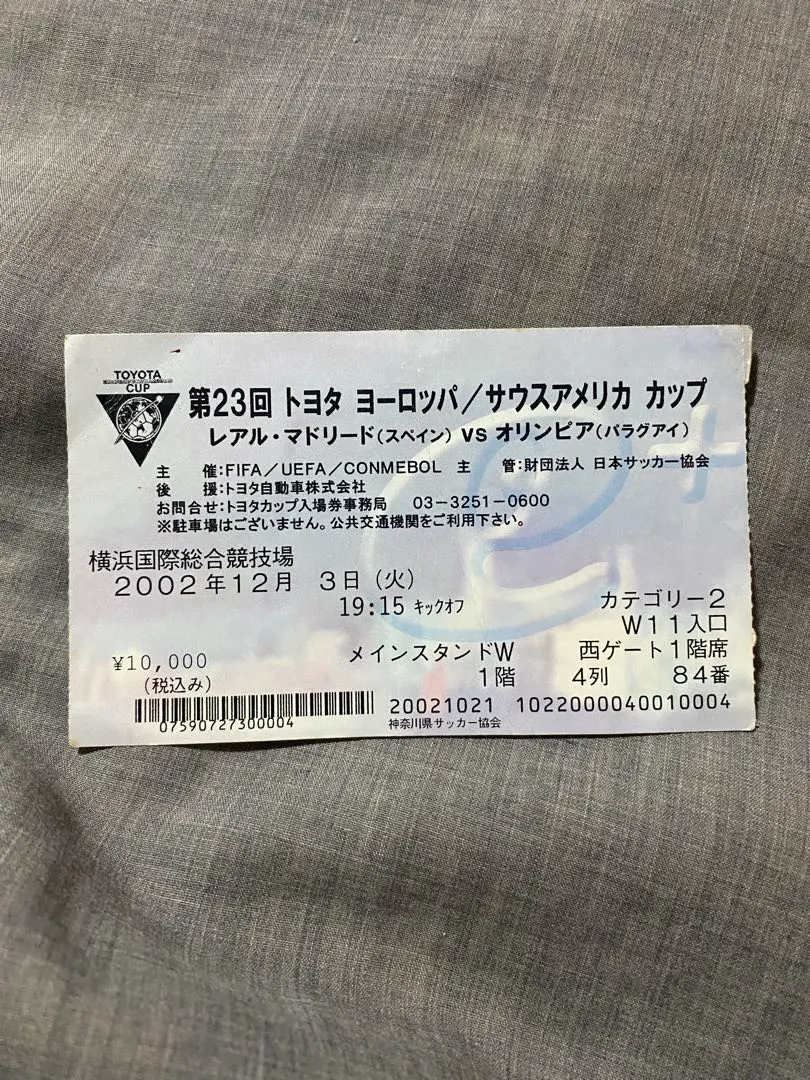 TOYOTA
CUP
第23回 トヨタ ヨーロッパ/サウスアメリカ カップ
レアル・マドリード(スペイン) VS オリンピア(パラグアイ)
主 催:FIFA/UEFA/CONMEBOL 主 管:財団法人 日本サッカー協会
後 援:トヨタ自動車株式会社
お問合せ:トヨタカップ入場券事務局 03-3251-0600
※駐車場はございません。公共交通機関をご利用下さい。
横浜国際総合競技場
2002年12月 3日(火)
19:15 キックオフ
カテゴリー2
W11入口
¥10,000
メインスタンドW 西ゲート1階席
(税込み)
1階 4列 84番
07590727300004
20021021 1022000040010004
神奈川県サッカー協会
e+